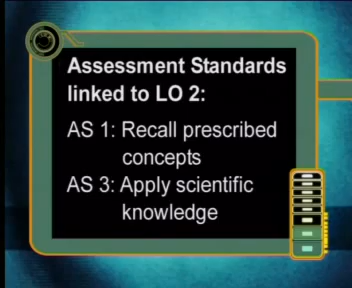 Assessment Standards
linked to LO 2:
AS 1: Recall prescribed
concepts
AS 3: Apply scientific
knowledge